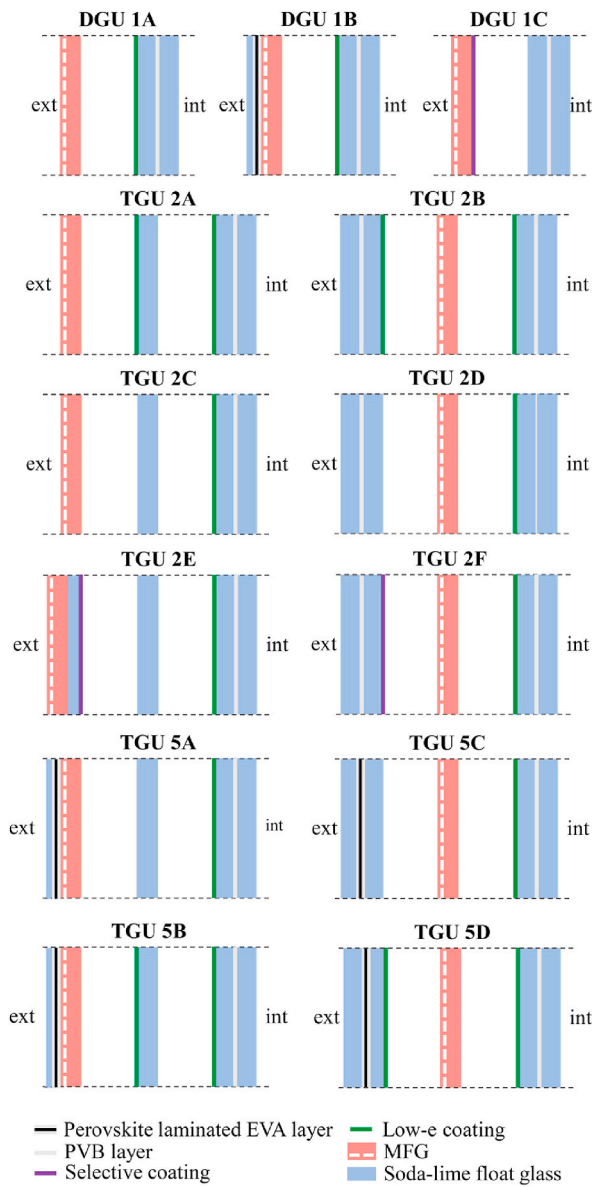 DGU 1A DGU 1B DGU 1C
ext int ext int ext int
TGU 2A TGU 2B
ext int ext int
TGU 2C TGU 2D
ext int ext int
TGU 2E TGU 2F
ext int ext int
TGU 5A TGU 5C
ext int ext int
TGU 5B TGU 5D
ext int ext int
Perovskite laminated EVA layer Low-e coating
PVB layer MFG
Selective coating Soda-lime float glass